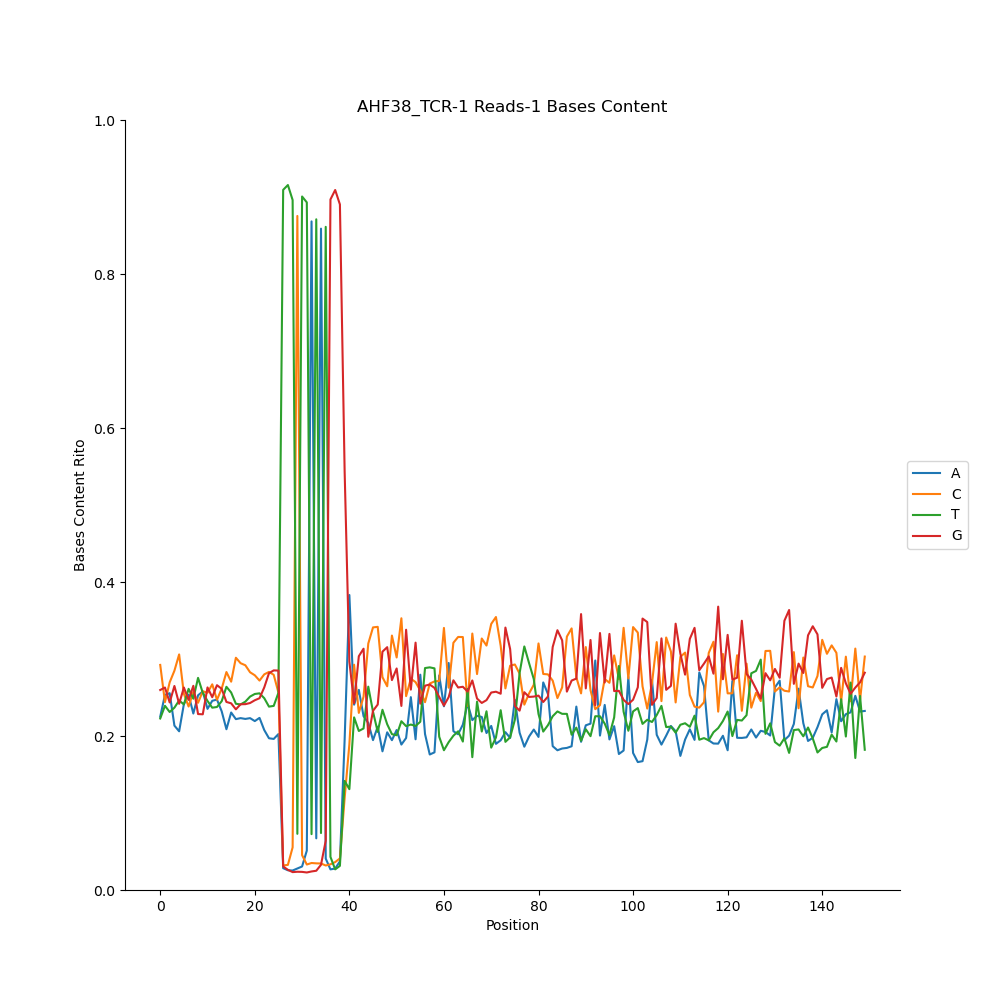 AHF38_TCR-1 Reads-1 Bases Content
1.0
0.8
0.6
0.4
0.2
0.0
Bases Content Rito
0 20 40 60 80 100 120 140
Position
A
C
T
G